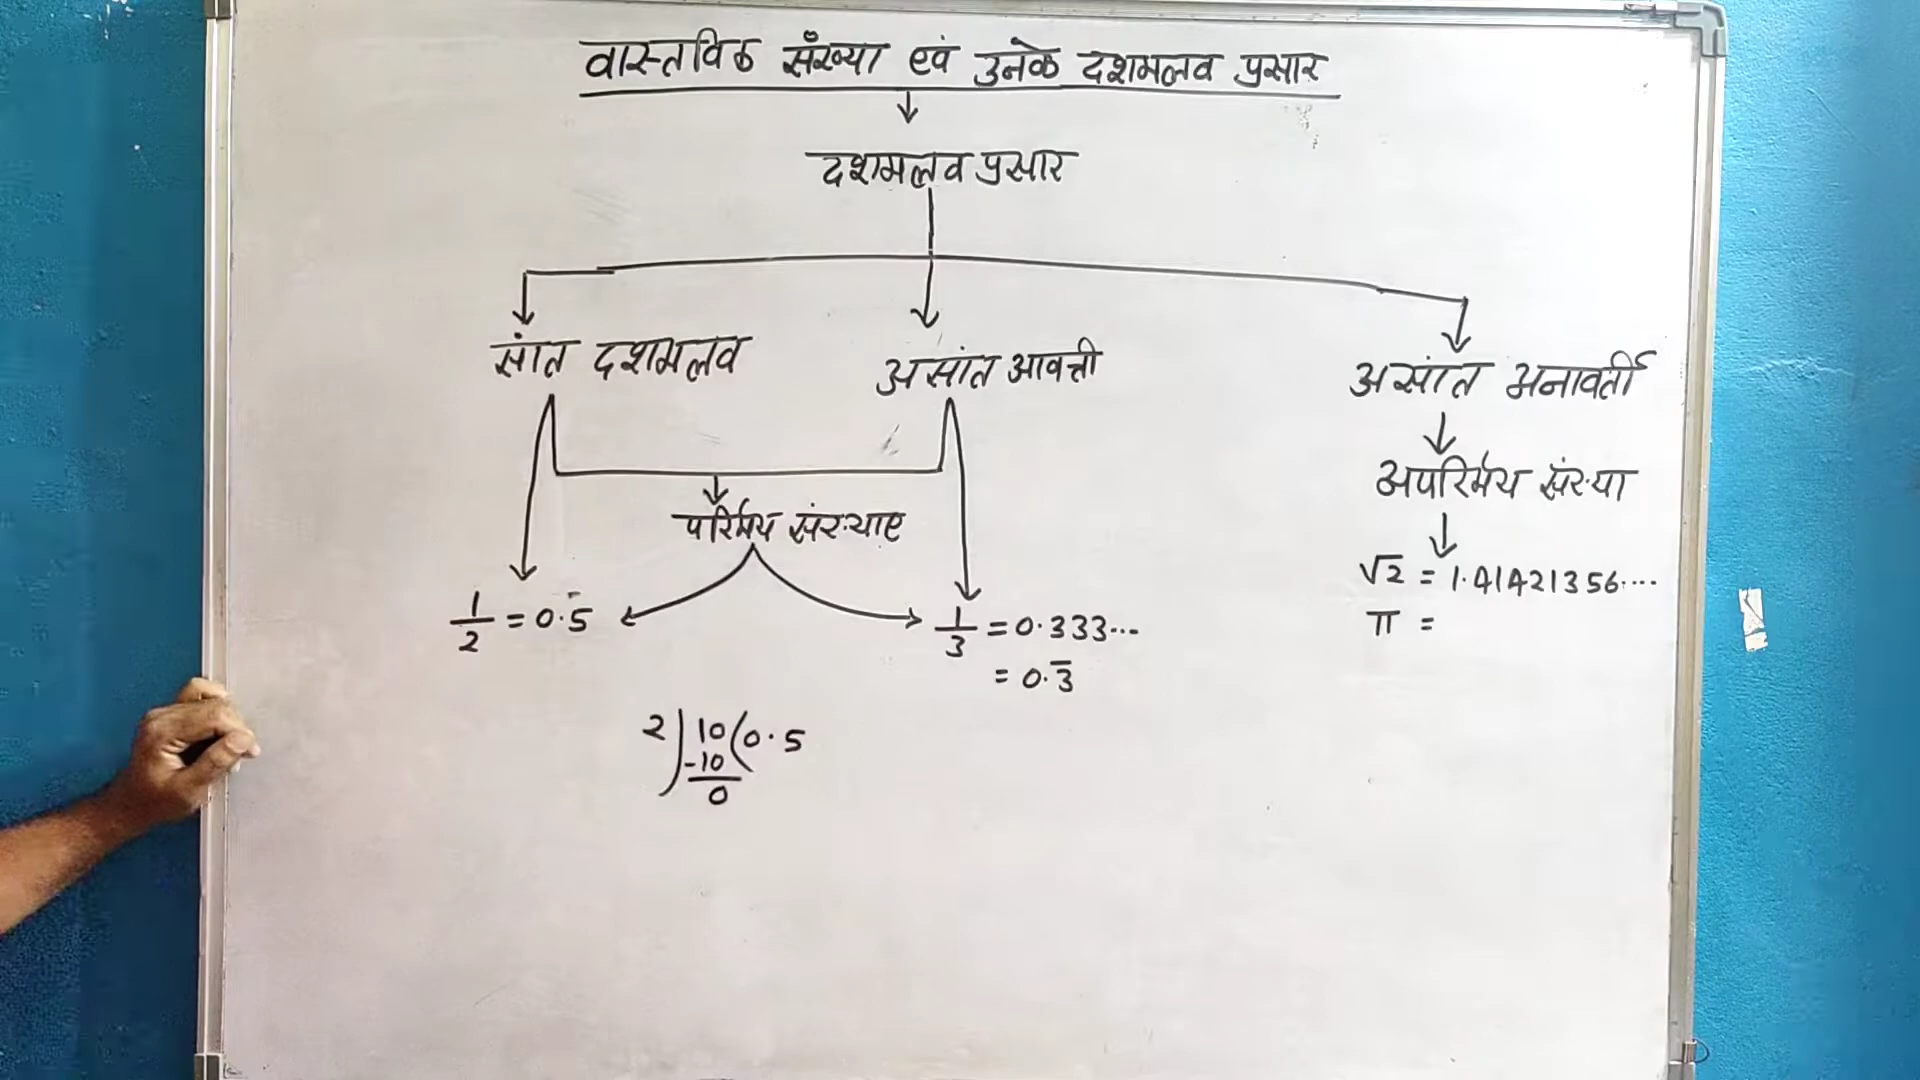 वास्तविक सँख्या एवं उनके दशमलव प्रसार
दशमलव प्रसार
सांत दशमलव
असांत आवर्ती
असांत अनावर्ती
परिमेय संख्याए
अपरिमेय संख्या
1/2 = 0.5
1/3 = 0.333...
= 0.3̅
√2 = 1.41421356....
π =
2)10(0.5
-10
0